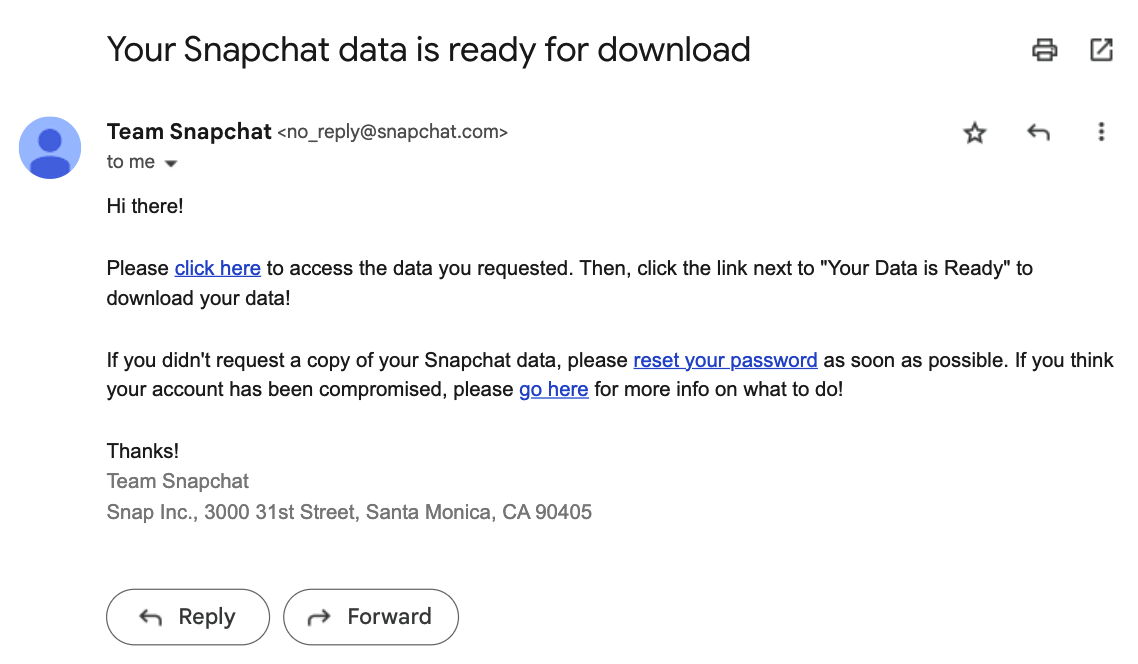 Your Snapchat data is ready for download
Team Snapchat <no_reply@snapchat.com>
to me
Hi there!
Please click here to access the data you requested. Then, click the link next to "Your Data is Ready" to
download your data!
If you didn't request a copy of your Snapchat data, please reset your password as soon as possible. If you think
your account has been compromised, please go here for more info on what to do!
Thanks!
Team Snapchat
Snap Inc., 3000 31st Street, Santa Monica, CA 90405
Reply Forward